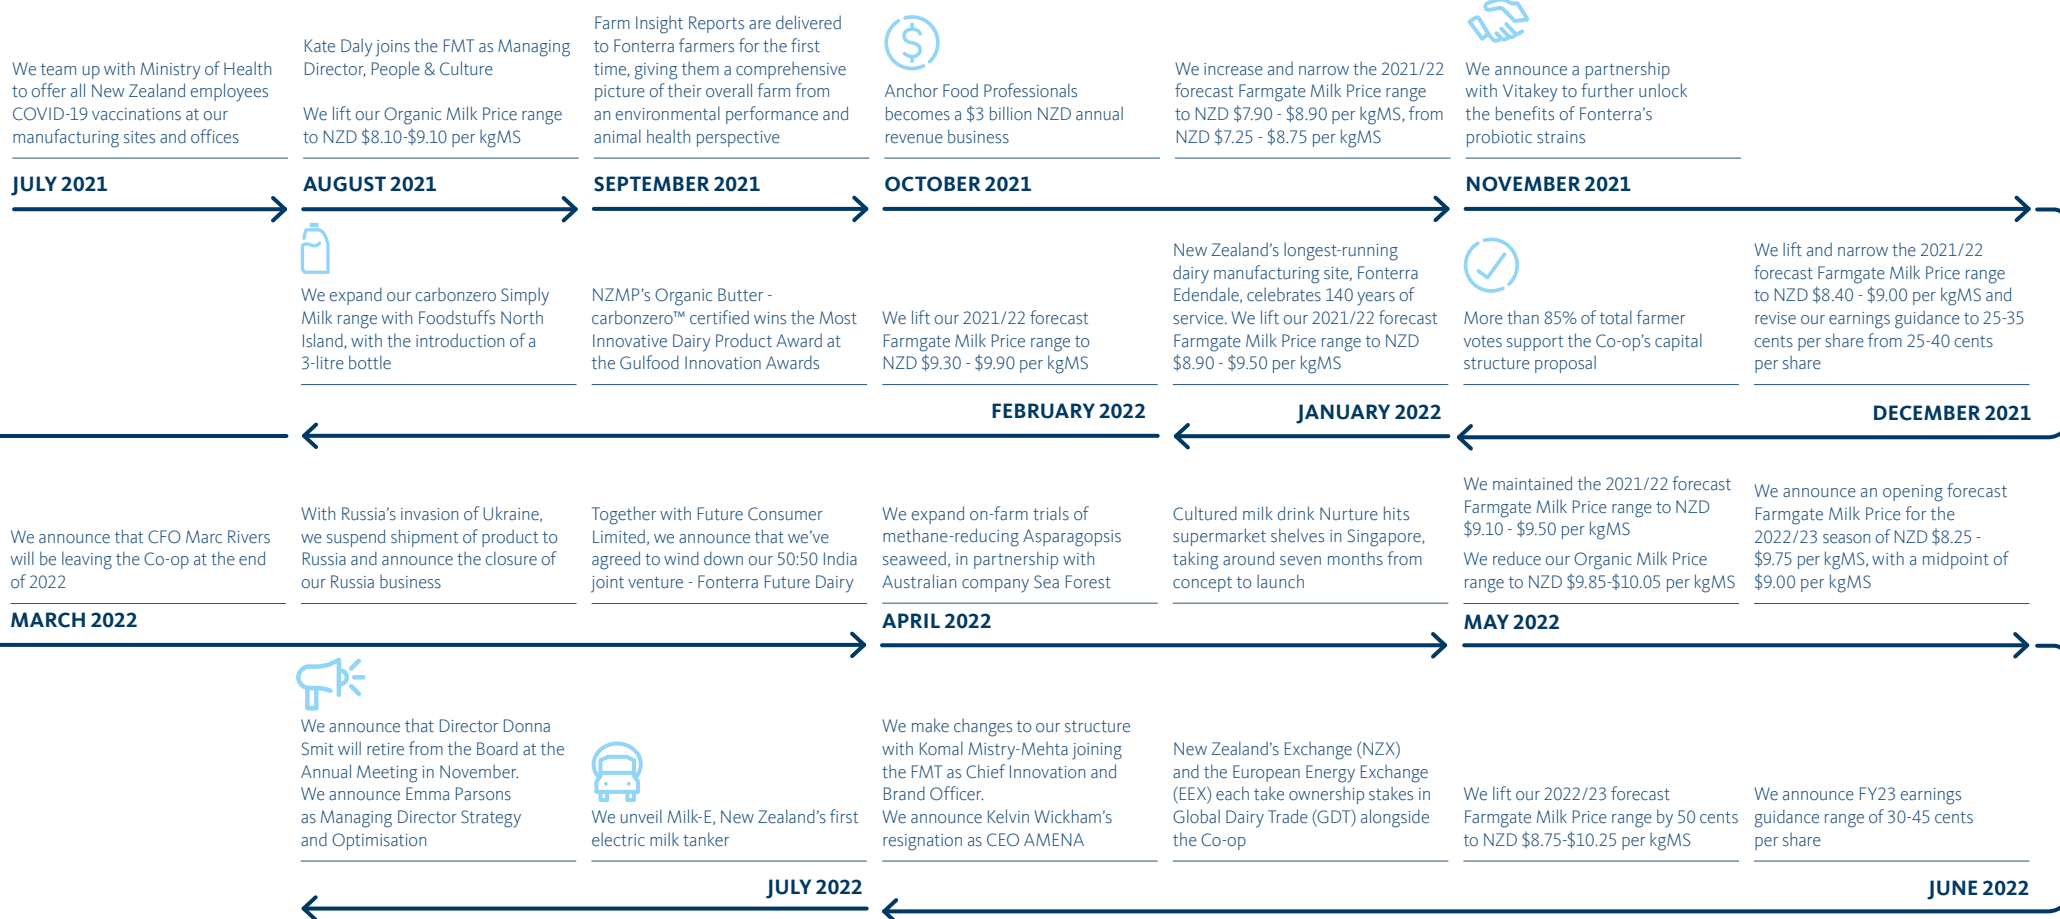 We team up with Ministry of Health
to offer all New Zealand employees
COVID-19 vaccinations at our
manufacturing sites and offices
JULY 2021
Kate Daly joins the FMT as Managing
Director, People & Culture
We lift our Organic Milk Price range
to NZD $8.10-$9.10 per kgMS
AUGUST 2021
Farm Insight Reports are delivered
to Fonterra farmers for the first
time, giving them a comprehensive
picture of their overall farm from
an environmental performance and
animal health perspective
SEPTEMBER 2021
Anchor Food Professionals
becomes a $3 billion NZD annual
revenue business
OCTOBER 2021
We increase and narrow the 2021/22
forecast Farmgate Milk Price range
to NZD $7.90 - $8.90 per kgMS, from
NZD $7.25 - $8.75 per kgMS
We announce a partnership
with Vitakey to further unlock
the benefits of Fonterra's
probiotic strains
NOVEMBER 2021
We lift and narrow the 2021/22
forecast Farmgate Milk Price range
to NZD $8.40 - $9.00 per kgMS and
revise our earnings guidance to 25-35
cents per share from 25-40 cents
per share
DECEMBER 2021
More than 85% of total farmer
votes support the Co-op's capital
structure proposal
New Zealand's longest-running
dairy manufacturing site, Fonterra
Edendale, celebrates 140 years of
service. We lift our 2021/22 forecast
Farmgate Milk Price range to NZD
$8.90 - $9.50 per kgMS
JANUARY 2022
We lift our 2021/22 forecast
Farmgate Milk Price range to
NZD $9.30 - $9.90 per kgMS
FEBRUARY 2022
NZMP's Organic Butter -
carbonzero™ certified wins the Most
Innovative Dairy Product Award at
the Gulfood Innovation Awards
We expand our carbonzero Simply
Milk range with Foodstuffs North
Island, with the introduction of a
3-litre bottle
We announce that CFO Marc Rivers
will be leaving the Co-op at the end
of 2022
MARCH 2022
With Russia's invasion of Ukraine,
we suspend shipment of product to
Russia and announce the closure of
our Russia business
Together with Future Consumer
Limited, we announce that we've
agreed to wind down our 50:50 India
joint venture - Fonterra Future Dairy
We expand on-farm trials of
methane-reducing Asparagopsis
seaweed, in partnership with
Australian company Sea Forest
APRIL 2022
Cultured milk drink Nurture hits
supermarket shelves in Singapore,
taking around seven months from
concept to launch
We maintained the 2021/22 forecast
Farmgate Milk Price range to NZD
$9.10 - $9.50 per kgMS
We reduce our Organic Milk Price
range to NZD $9.85-$10.05 per kgMS
MAY 2022
We announce an opening forecast
Farmgate Milk Price for the
2022/23 season of NZD $8.25 -
$9.75 per kgMS, with a midpoint of
$9.00 per kgMS
We announce FY23 earnings
guidance range of 30-45 cents
per share
JUNE 2022
We lift our 2022/23 forecast
Farmgate Milk Price range by 50 cents
to NZD $8.75-$10.25 per kgMS
New Zealand's Exchange (NZX)
and the European Energy Exchange
(EEX) each take ownership stakes in
Global Dairy Trade (GDT) alongside
the Co-op
We make changes to our structure
with Komal Mistry-Mehta joining
the FMT as Chief Innovation and
Brand Officer.
We announce Kelvin Wickham's
resignation as CEO AMENA
We unveil Milk-E, New Zealand's first
electric milk tanker
JULY 2022
We announce that Director Donna
Smit will retire from the Board at the
Annual Meeting in November.
We announce Emma Parsons
as Managing Director Strategy
and Optimisation